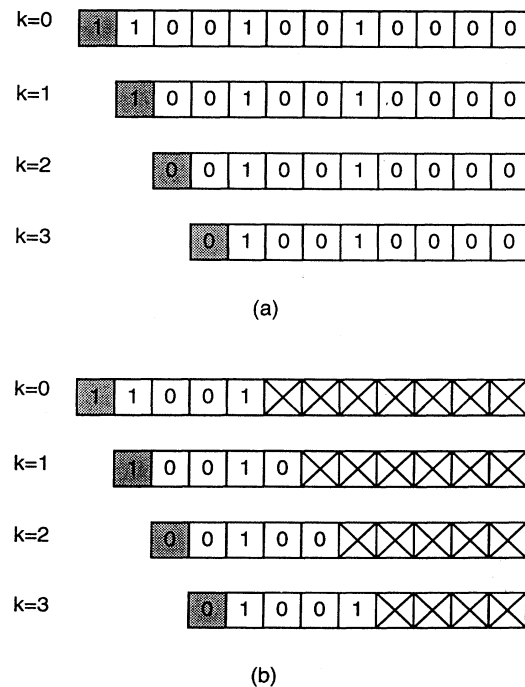 k=0 1 1 0 0 1 0 0 1 0 0 0 0
k=1 1 0 0 1 0 0 1 0 0 0 0
k=2 0 0 1 0 0 1 0 0 0 0
k=3 0 1 0 0 1 0 0 0 0
(a)
k=0 1 1 0 0 1
k=1 1 0 0 1 0
k=2 0 0 1 0 0
k=3 0 1 0 0 1
(b)